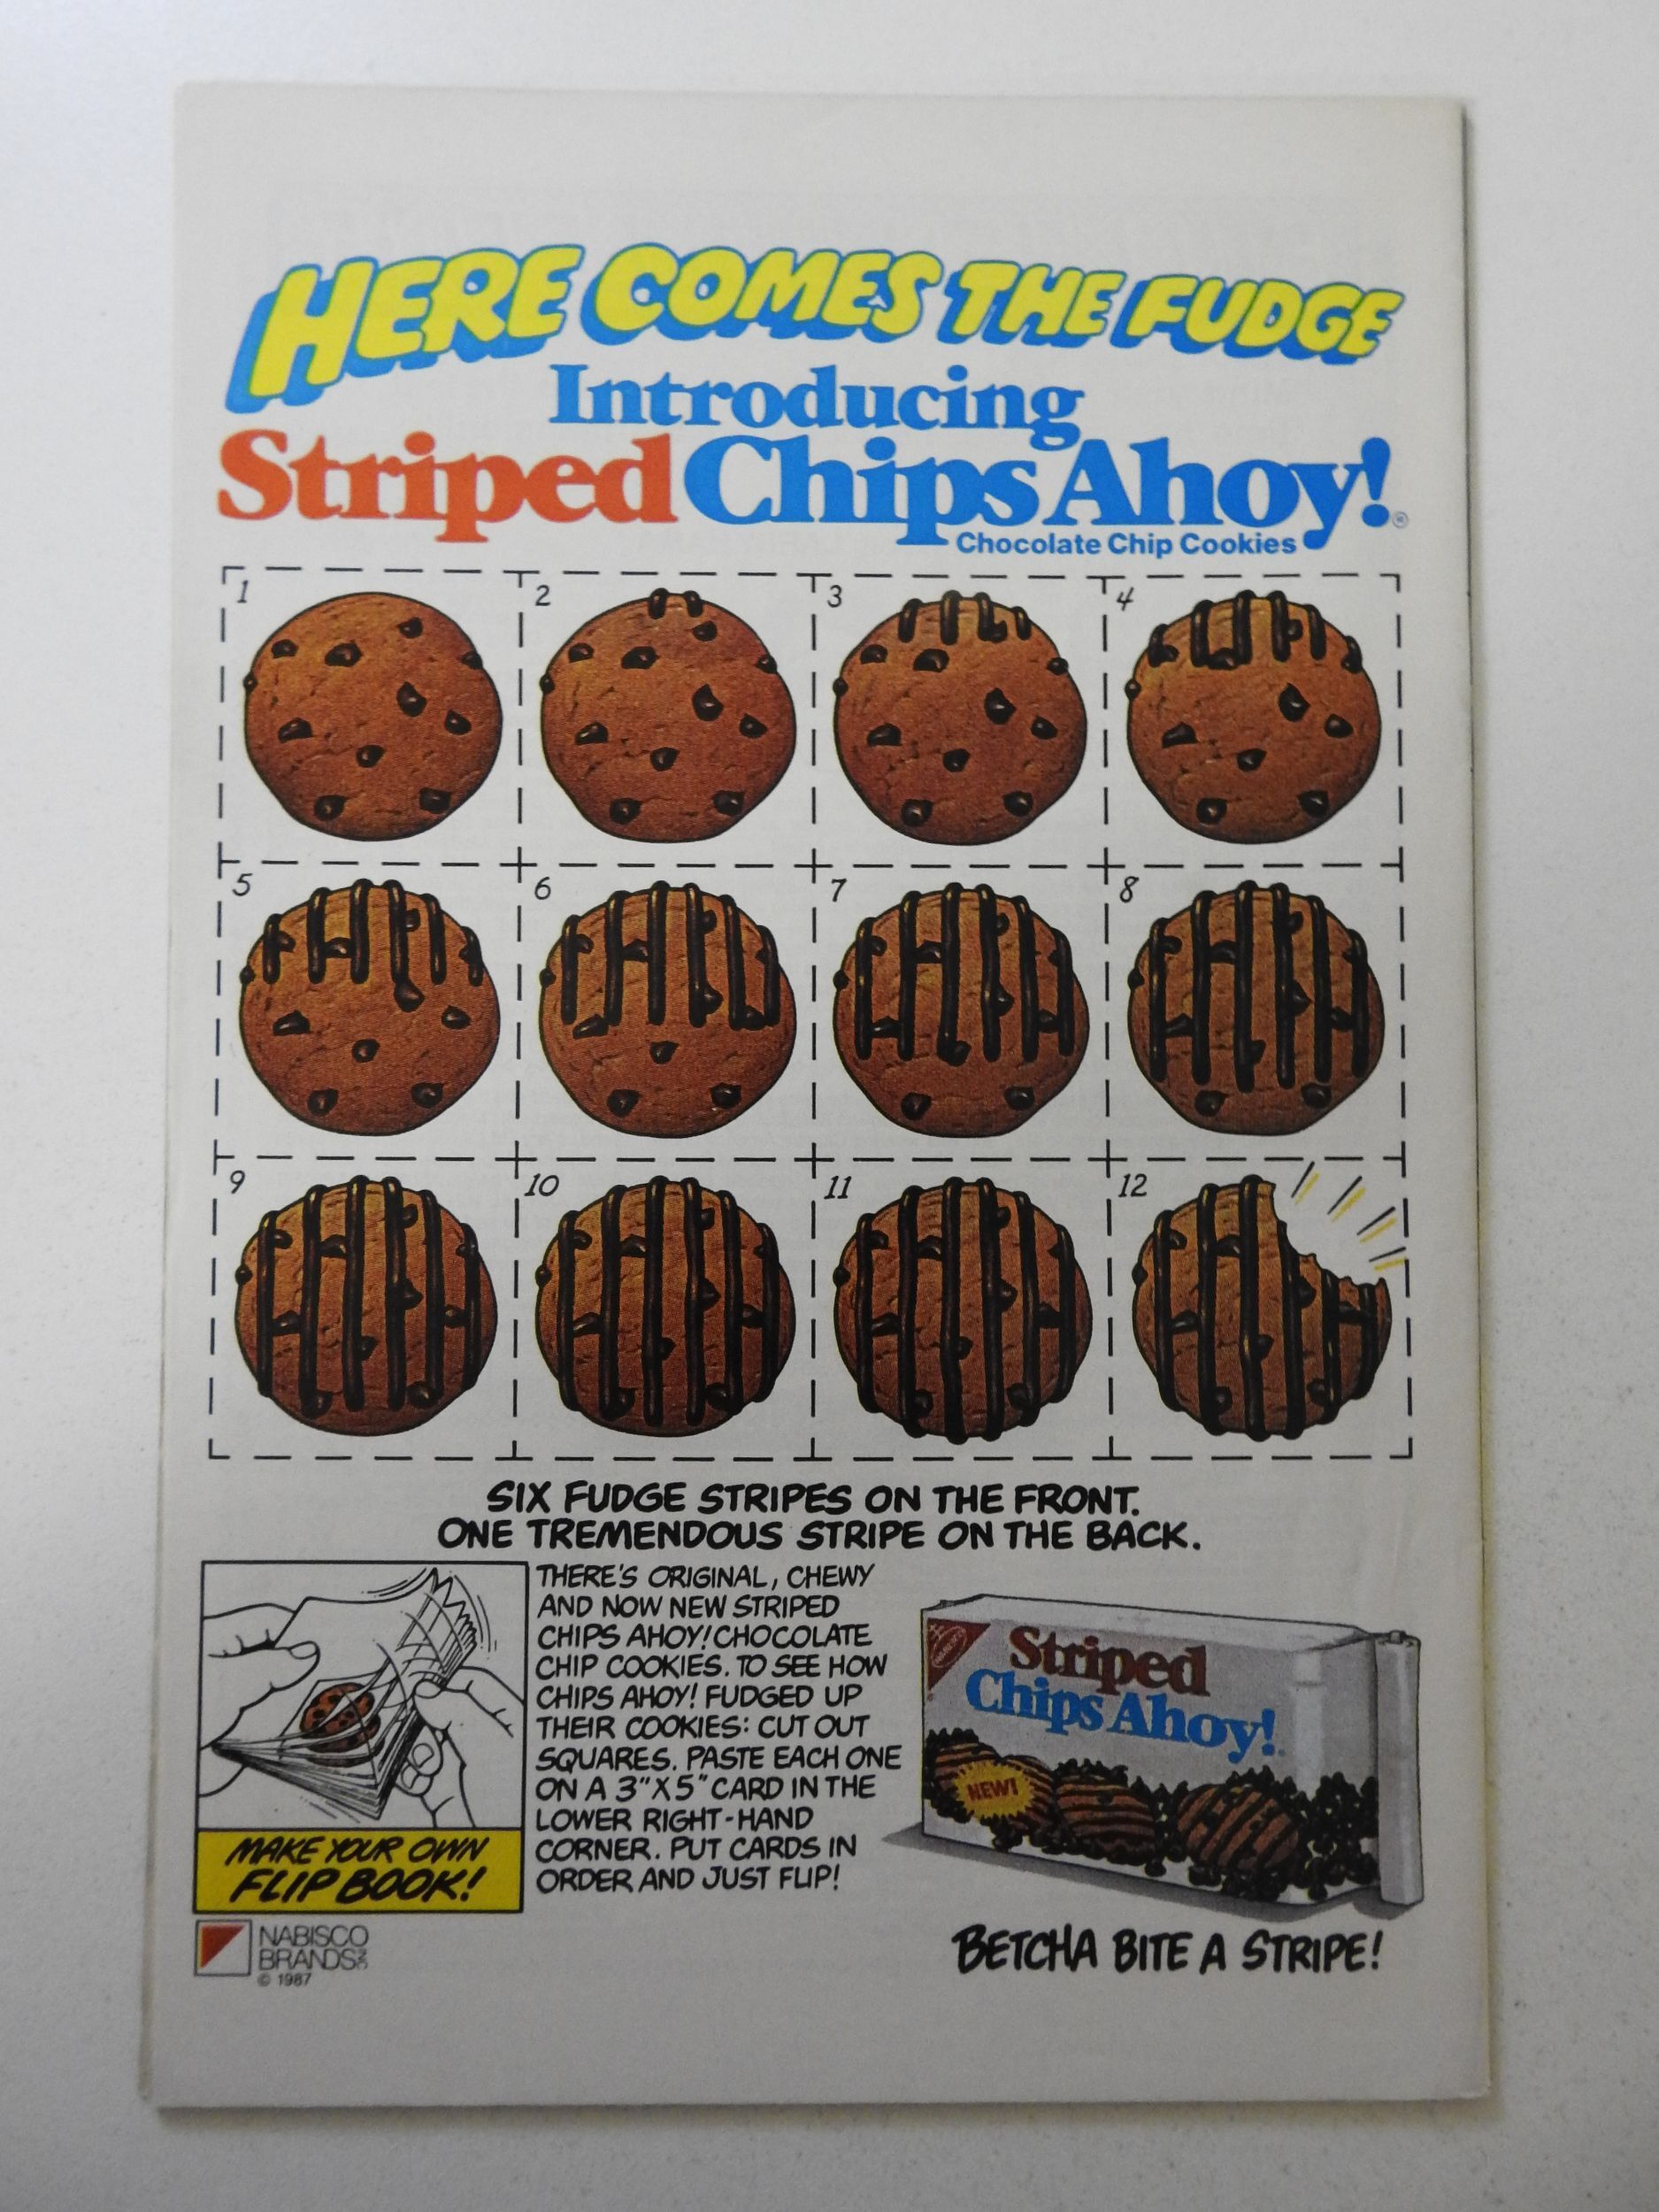 HERE COMES THE FUDGE
Introducing
Striped Chips Ahoy!®
Chocolate Chip Cookies
1
2
3
4
5
6
7
8
9
10
11
12
SIX FUDGE STRIPES ON THE FRONT.
ONE TREMENDOUS STRIPE ON THE BACK.
THERE'S ORIGINAL, CHEWY
AND NOW NEW STRIPED
CHIPS AHOY! CHOCOLATE
CHIP COOKIES. TO SEE HOW
CHIPS AHOY! FUDGED UP
THEIR COOKIES: CUT OUT
SQUARES. PASTE EACH ONE
ON A 3"X5" CARD IN THE
LOWER RIGHT-HAND
CORNER. PUT CARDS IN
ORDER AND JUST FLIP!
MAKE YOUR OWN
FLIP BOOK!
Striped
Chips Ahoy!
NEW!
NABISCO
BRANDS INC
© 1987
BETCHA BITE A STRIPE!